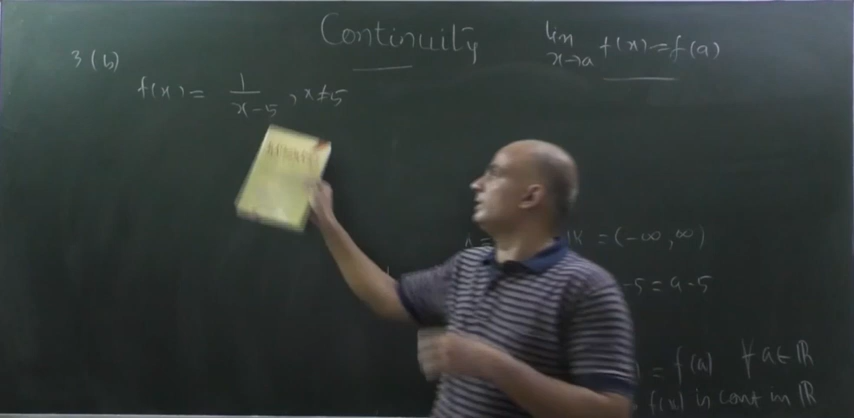 Continuity
lim x→a f(x) = f(a)
3(b)
f(x) = 1/(x-5), x≠5
= (-∞, ∞)
-5 = a-5
= f(a) ∀ a∈ℝ
f(x) is cont in ℝ